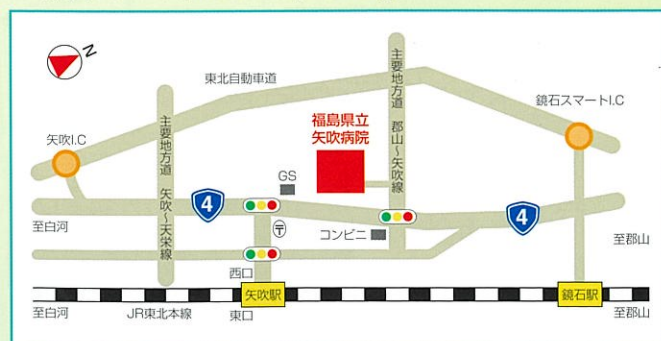 N
東北自動車道
主要地方道 郡山〜矢吹線
鏡石スマートI.C
主要地方道 矢吹〜天栄線
福島県立
矢吹病院
矢吹I.C
GS
4
4
至白河
〒
コンビニ
至郡山
西口
矢吹駅
鏡石駅
至白河
JR東北本線
東口
至郡山